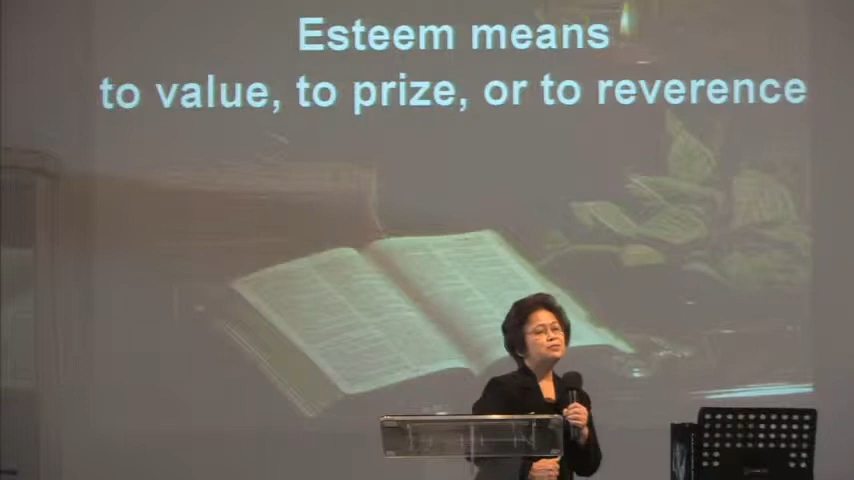 Esteem means
to value, to prize, or to reverence